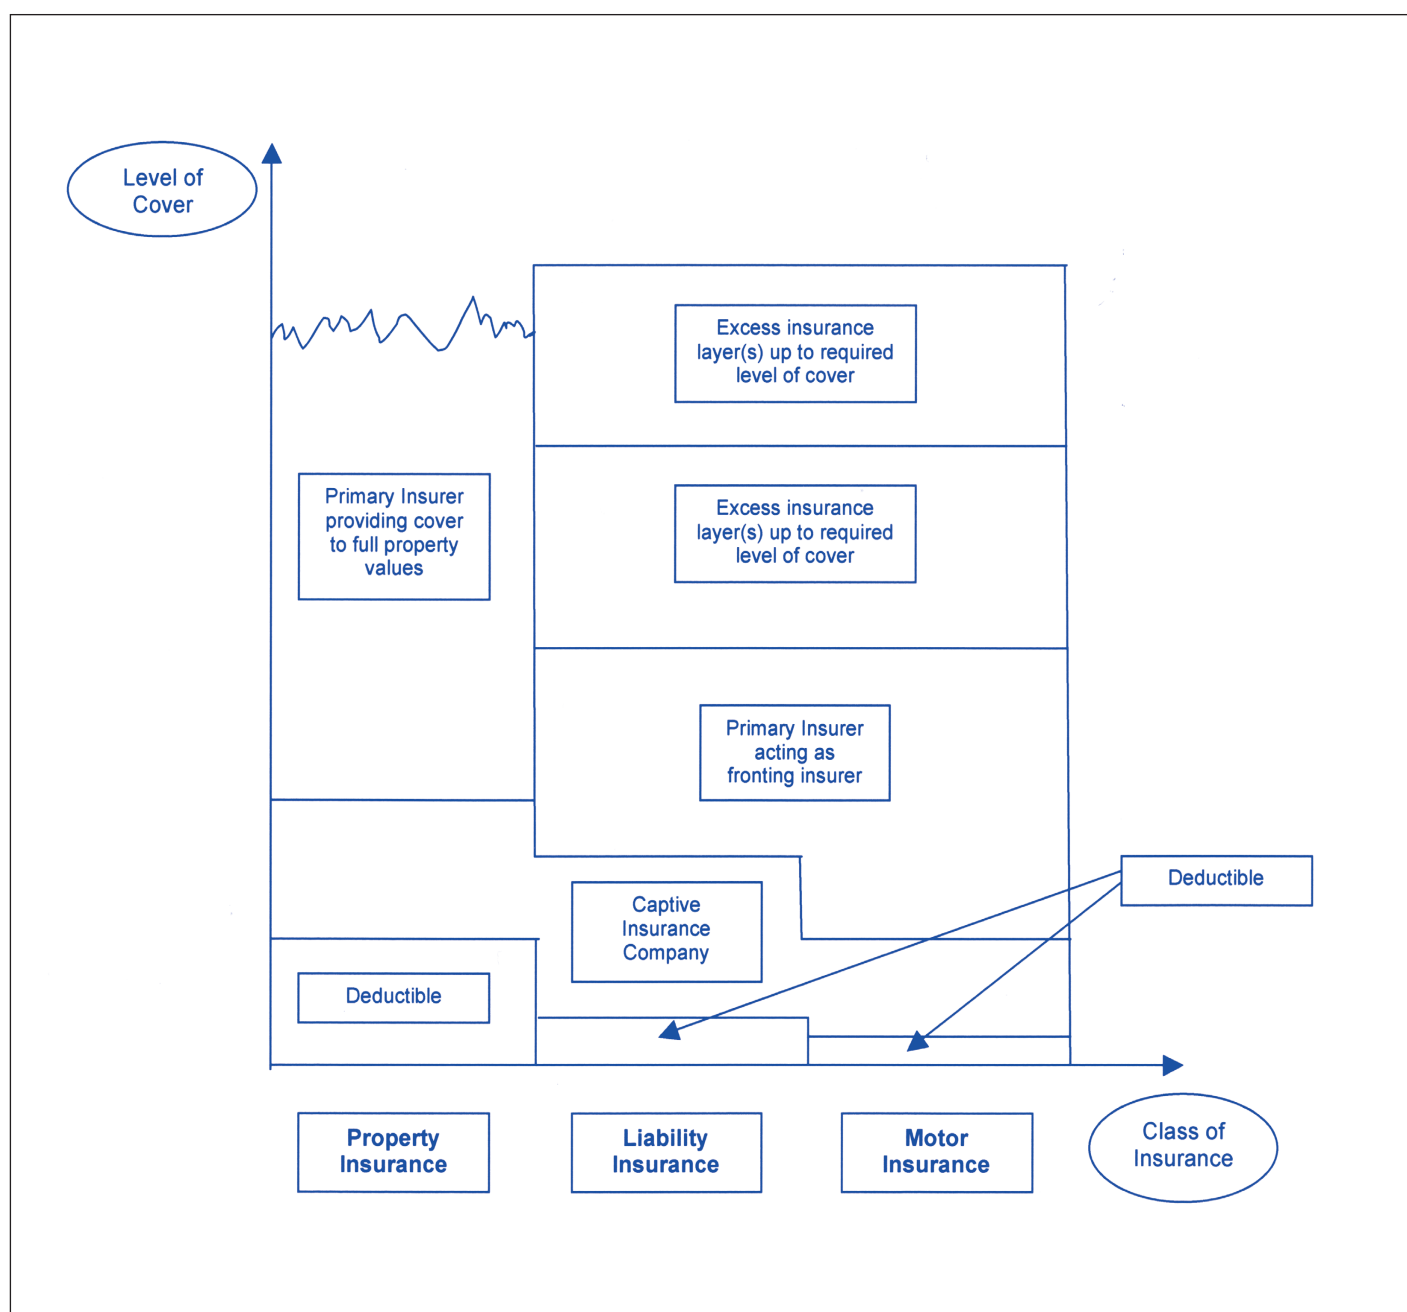 Level of
Cover
Excess insurance
layer(s) up to required
level of cover
Primary Insurer
providing cover
to full property
values
Excess insurance
layer(s) up to required
level of cover
Primary Insurer
acting as
fronting insurer
Deductible
Captive
Insurance
Company
Deductible
Property
Insurance
Liability
Insurance
Motor
Insurance
Class of
Insurance